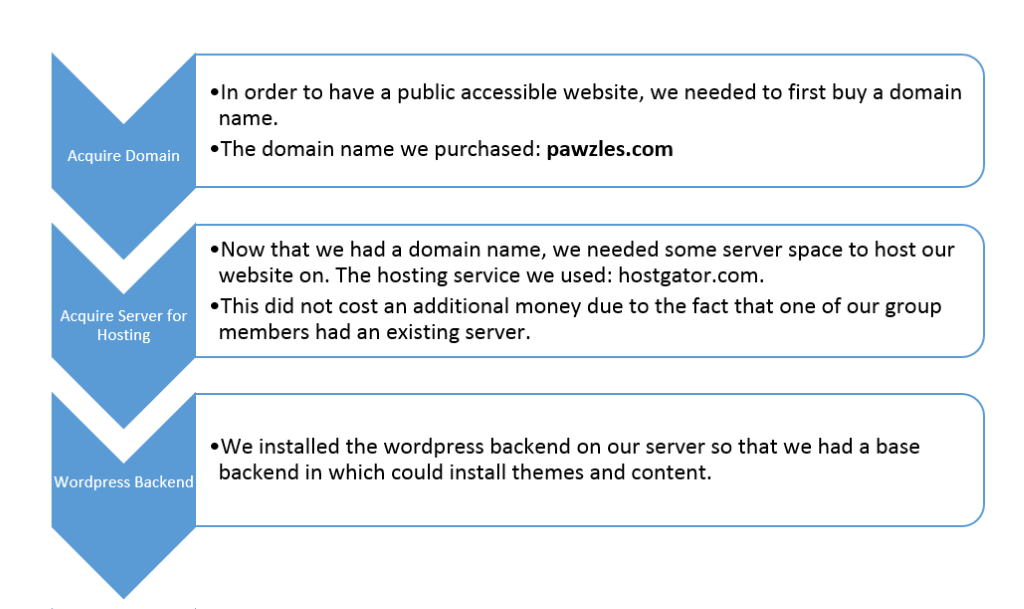 Acquire Domain
•In order to have a public accessible website, we needed to first buy a domain
name.
•The domain name we purchased: pawzles.com
Acquire Server for
Hosting
•Now that we had a domain name, we needed some server space to host our
website on. The hosting service we used: hostgator.com.
•This did not cost an additional money due to the fact that one of our group
members had an existing server.
Wordpress Backend
•We installed the wordpress backend on our server so that we had a base
backend in which could install themes and content.